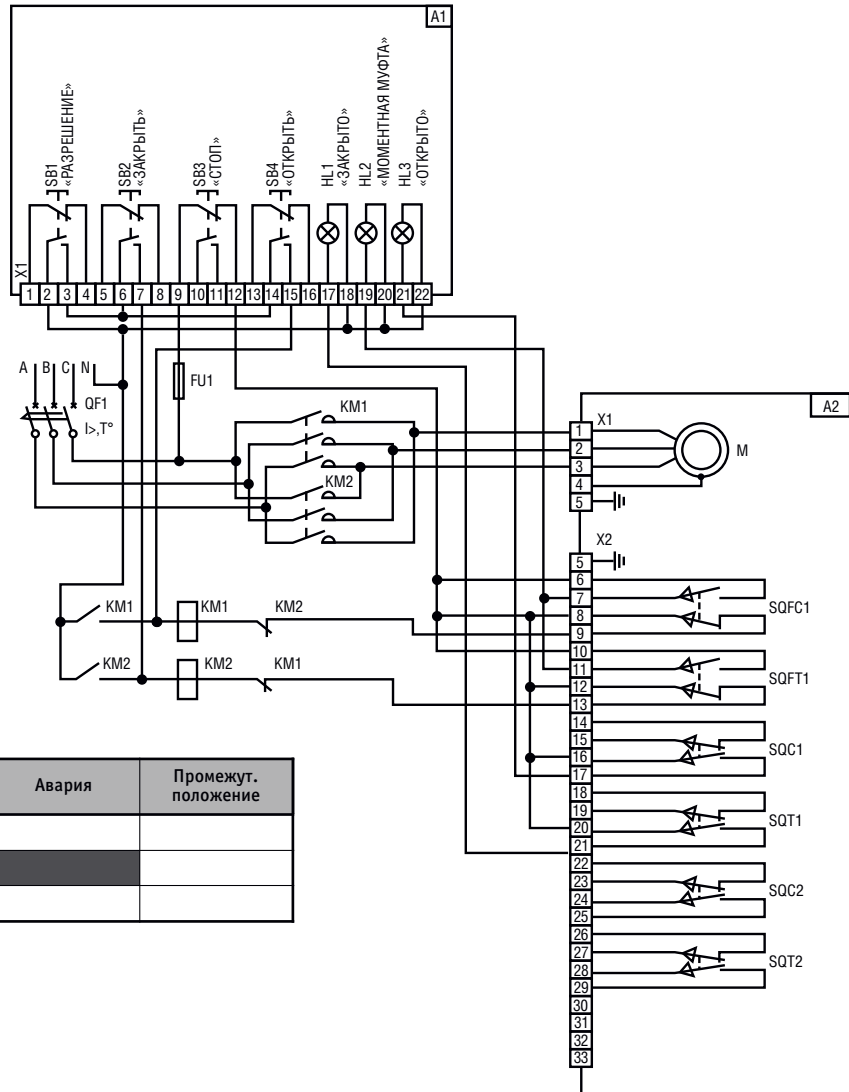 A1
SB1
«РАЗРЕШЕНИЕ»
SB2
«ЗАКРЫТЬ»
SB3
«СТОП»
SB4
«ОТКРЫТЬ»
HL1
«ЗАКРЫТО»
HL2
«МОМЕНТНАЯ МУФТА»
HL3
«ОТКРЫТО»
X1
1 2 3 4 5 6 7 8 9 10 11 12 13 14 15 16 17 18 19 20 21 22
A B C N
QF1
I>,T°
FU1
KM1
KM2
A2
X1
1
2
3
4
5
M
X2
5
6
7
8
9
10
11
12
13
14
15
16
17
18
19
20
21
22
23
24
25
26
27
28
29
30
31
32
33
SQFC1
SQFT1
SQC1
SQT1
SQC2
SQT2
KM1 KM1 KM2
KM2 KM2 KM1
Авария
Промежут.
положение